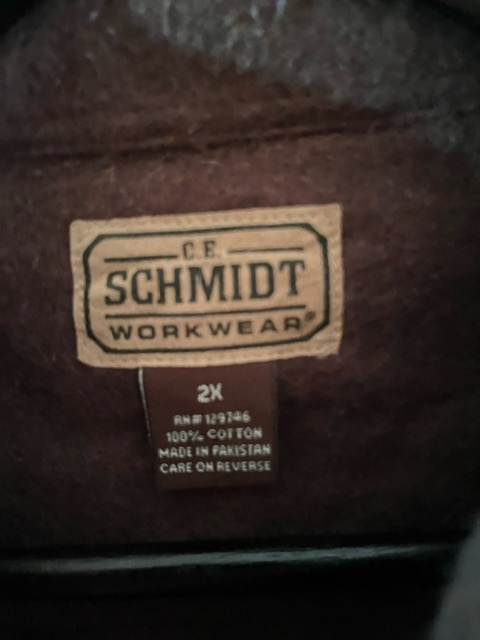 C.E.
SCHMIDT
WORKWEAR®
2X
RN# 129746
100% COTTON
MADE IN PAKISTAN
CARE ON REVERSE